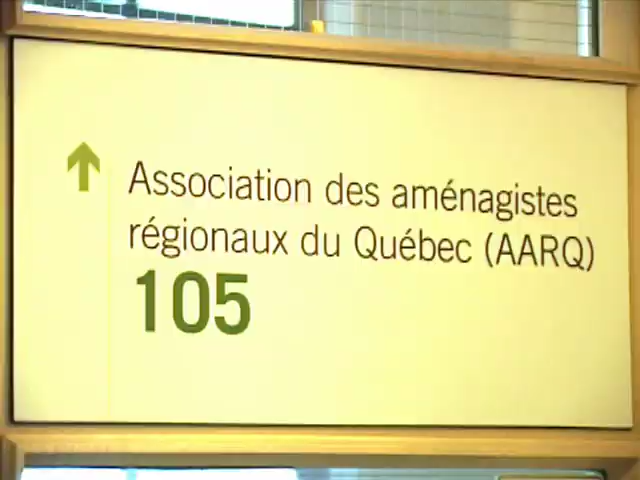 Association des aménagistes
régionaux du Québec (AARQ)
105